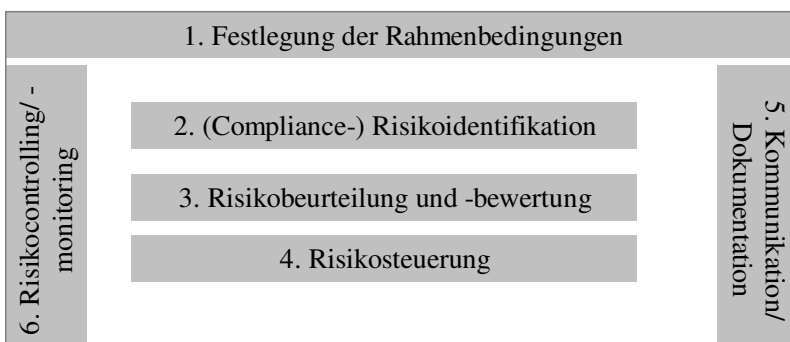 1. Festlegung der Rahmenbedingungen
2. (Compliance-) Risikoidentifikation
3. Risikobeurteilung und -bewertung
4. Risikosteuerung
5. Kommunikation/
Dokumentation
6. Risikocontrolling/ -
monitoring